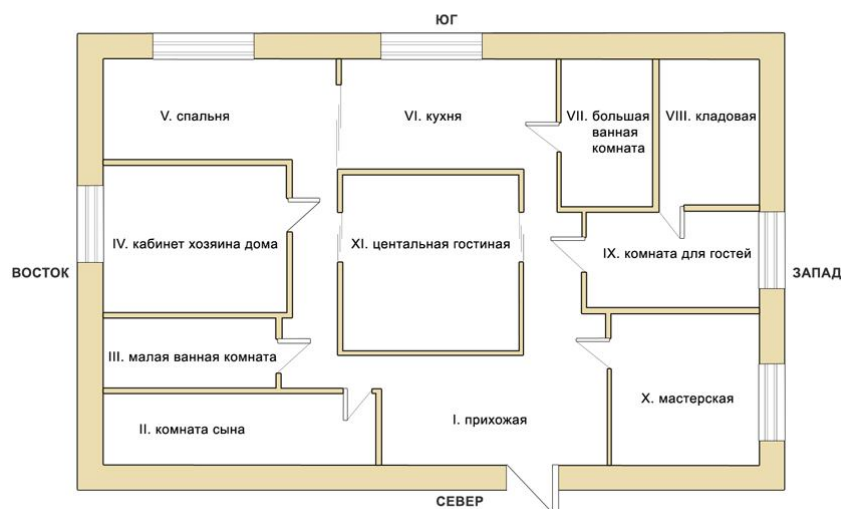 ЮГ
V. спальня
VI. кухня
VII. большая
ванная
комната
VIII. кладовая
IV. кабинет хозяина дома
XI. центальная гостиная
IX. комната для гостей
ВОСТОК
ЗАПАД
III. малая ванная комната
X. мастерская
II. комната сына
I. прихожая
СЕВЕР